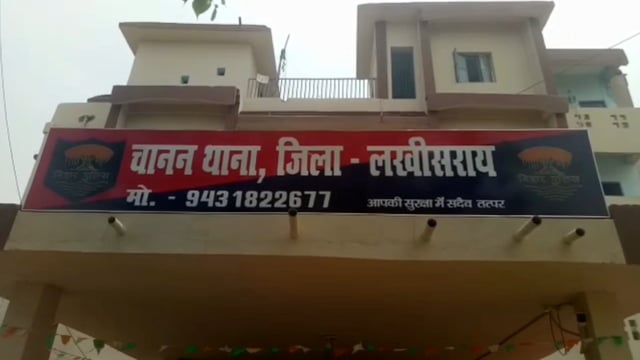 चानन थाना, जिला - लखीसराय
मो. - 9431822677
आपकी सुरक्षा में सदैव तत्पर
बिहार पुलिस
बिहार पुलिस